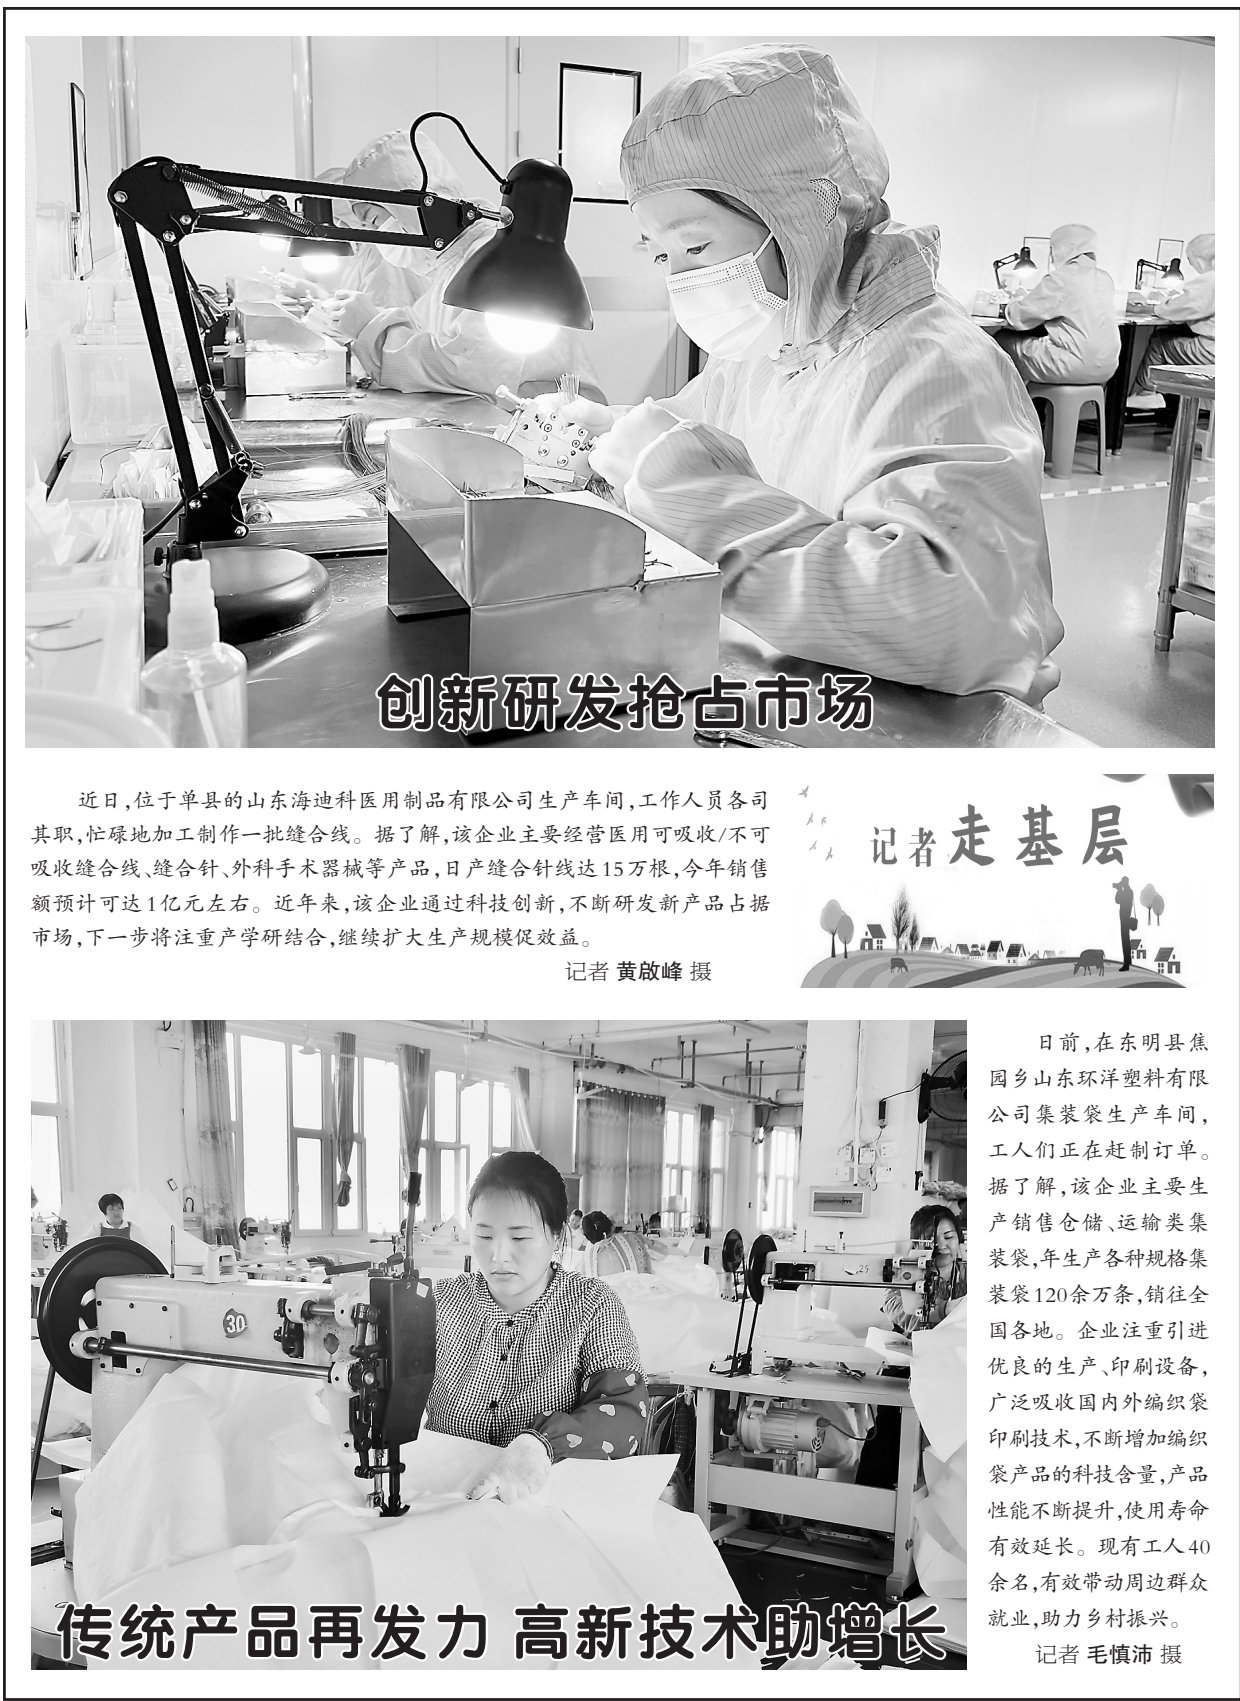 创新研发抢占市场
近日,位于单县的山东海迪科医用制品有限公司生产车间,工作人员各司
其职,忙碌地加工制作一批缝合线。据了解,该企业主要经营医用可吸收/不可
吸收缝合线、缝合针、外科手术器械等产品,日产缝合针线达15万根,今年销售
额预计可达1亿元左右。近年来,该企业通过科技创新,不断研发新产品占据
市场,下一步将注重产学研结合,继续扩大生产规模促效益。
记者 黄啟峰 摄
记者走基层
30
29
传统产品再发力 高新技术助增长
日前,在东明县焦
园乡山东环洋塑料有限
公司集装袋生产车间,
工人们正在赶制订单。
据了解,该企业主要生
产销售仓储、运输类集
装袋,年生产各种规格集
装袋120余万条,销往全
国各地。企业注重引进
优良的生产、印刷设备,
广泛吸收国内外编织袋
印刷技术,不断增加编织
袋产品的科技含量,产品
性能不断提升,使用寿命
有效延长。现有工人40
余名,有效带动周边群众
就业,助力乡村振兴。
记者 毛慎沛 摄